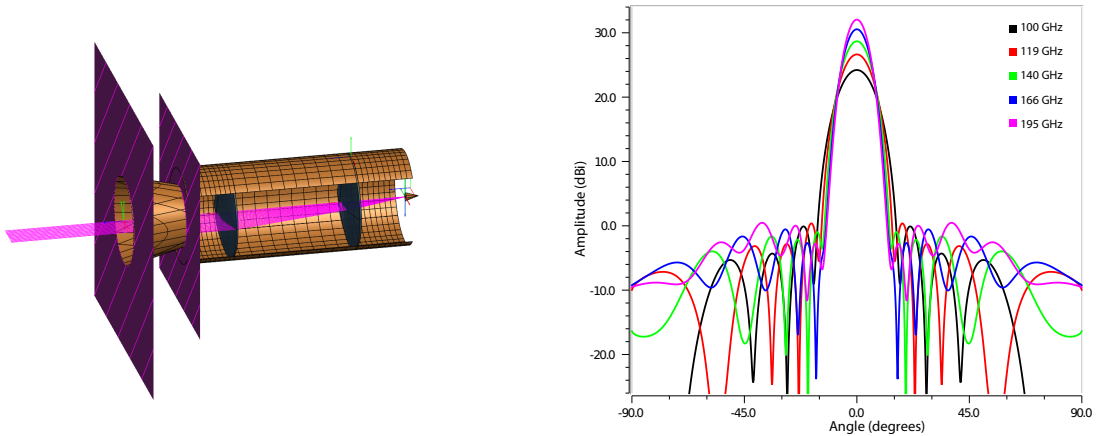 30.0
20.0
10.0
0.0
-10.0
-20.0
Amplitude (dBi)
100 GHz
119 GHz
140 GHz
166 GHz
195 GHz
-90.0 -45.0 0.0 45.0 90.0
Angle (degrees)